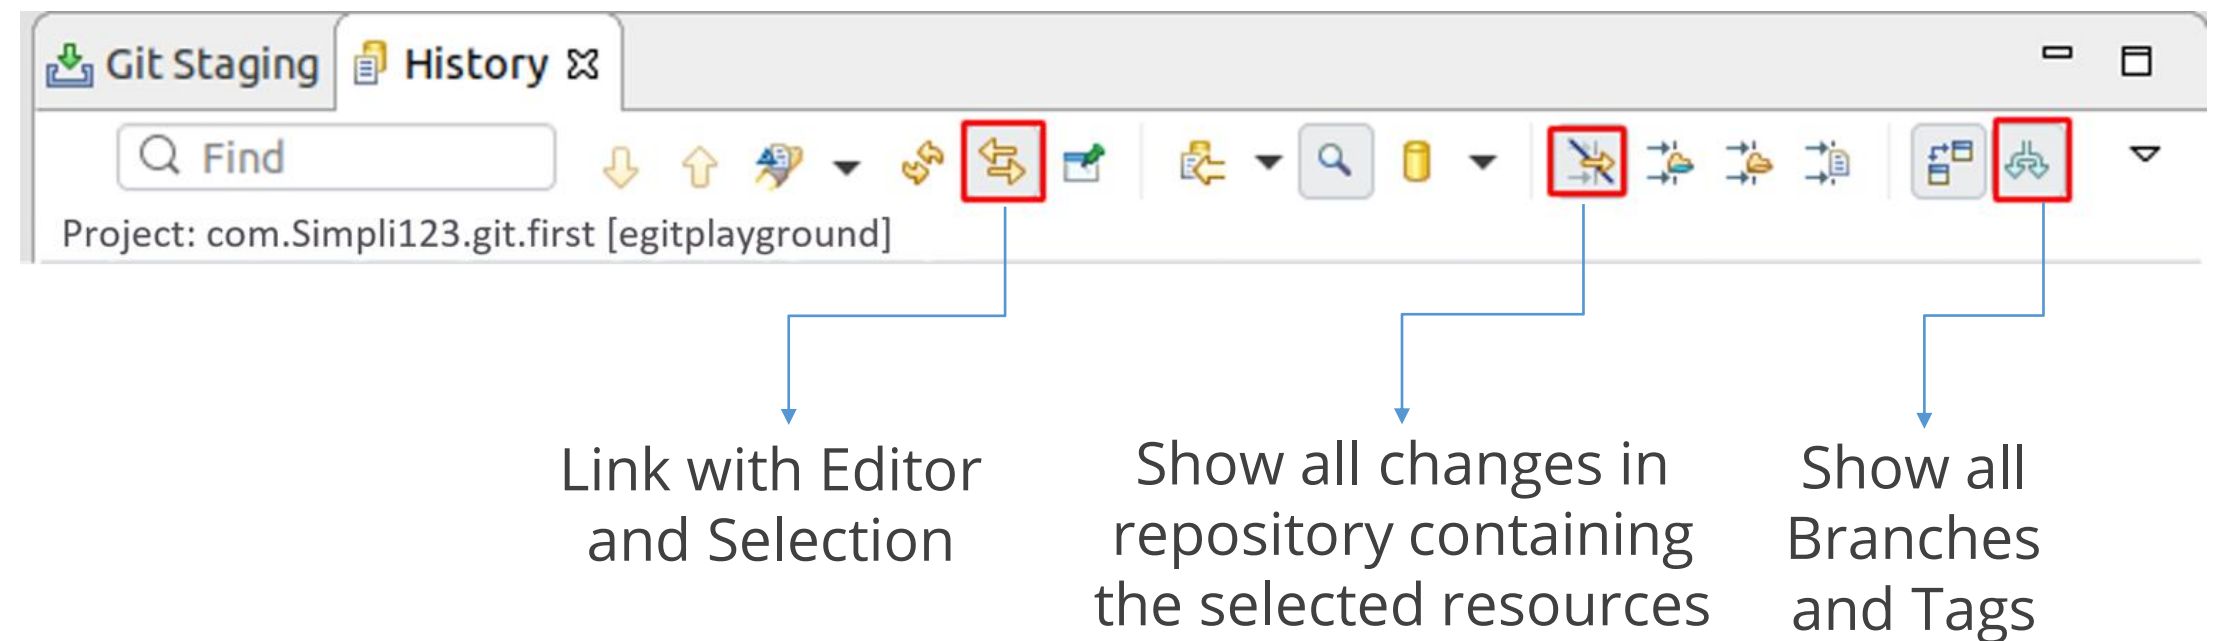 Git Staging
History
Find
Project: com.Simpli123.git.first [egitplayground]
Link with Editor
and Selection
Show all changes in
repository containing
the selected resources
Show all
Branches
and Tags